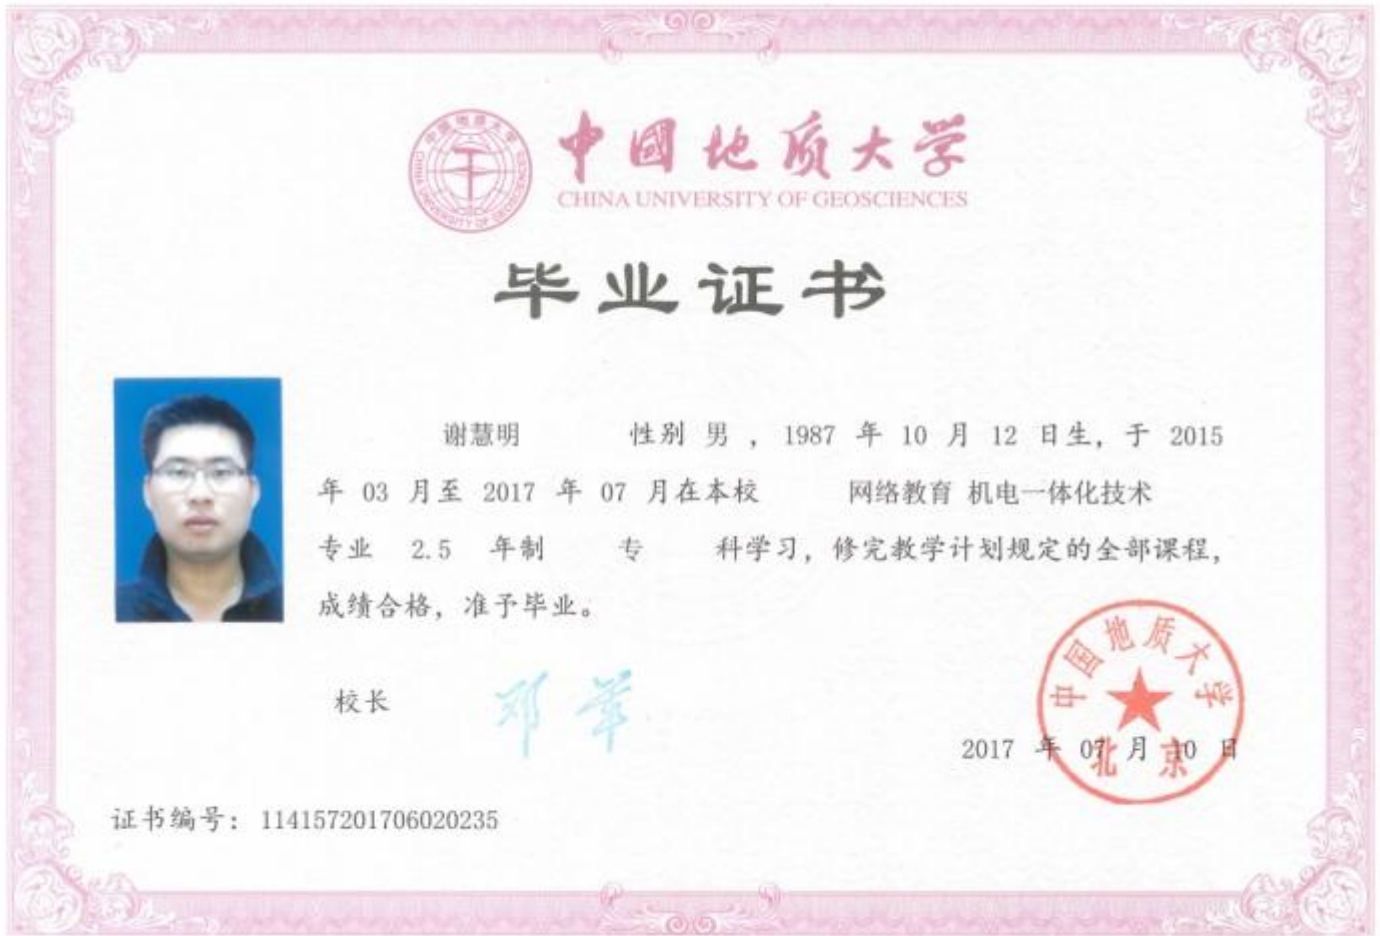 中國地质大学
CHINA UNIVERSITY OF GEOSCIENCES
毕业证书
谢慧明 性别 男 ，1987 年 10 月 12 日生，于 2015
年 03 月至 2017 年 07 月在本校 网络教育 机电一体化技术
专业 2.5 年制 专 科学习，修完教学计划规定的全部课程，
成绩合格，准予毕业。
校长 邓军
中国地质大学
2017 年 07 月 10 日
北京
证书编号：114157201706020235